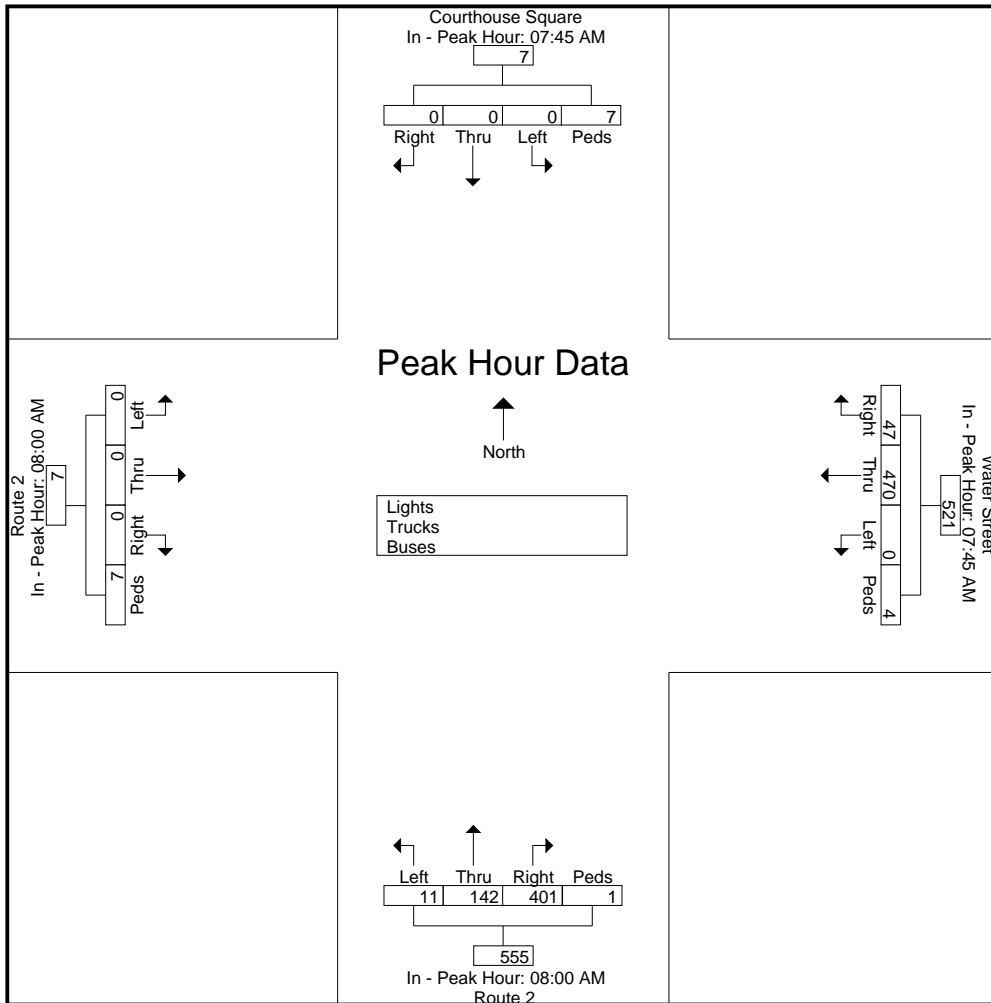 Courthouse Square
In - Peak Hour: 07:45 AM
7
0 0 0 7
Right Thru Left Peds
Peak Hour Data
North
Lights
Trucks
Buses
Route 2
In - Peak Hour: 08:00 AM
7
0 0 0 7
Left Thru Right Peds
Water Street
In - Peak Hour: 07:45 AM
521
47 470 0 4
Right Thru Left Peds
Left Thru Right Peds
11 142 401 1
555
In - Peak Hour: 08:00 AM
Route 2